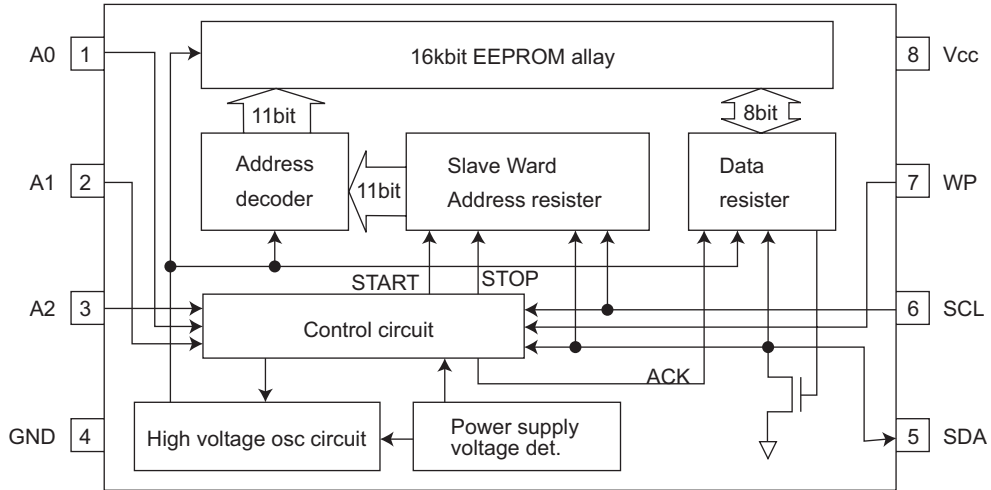 A0 1
16kbit EEPROM allay
8 Vcc
11bit
8bit
A1 2
Address
decoder
11bit
Slave Ward
Address resister
Data
resister
7 WP
START
STOP
A2 3
Control circuit
6 SCL
ACK
GND 4
High voltage osc circuit
Power supply
voltage det.
5 SDA